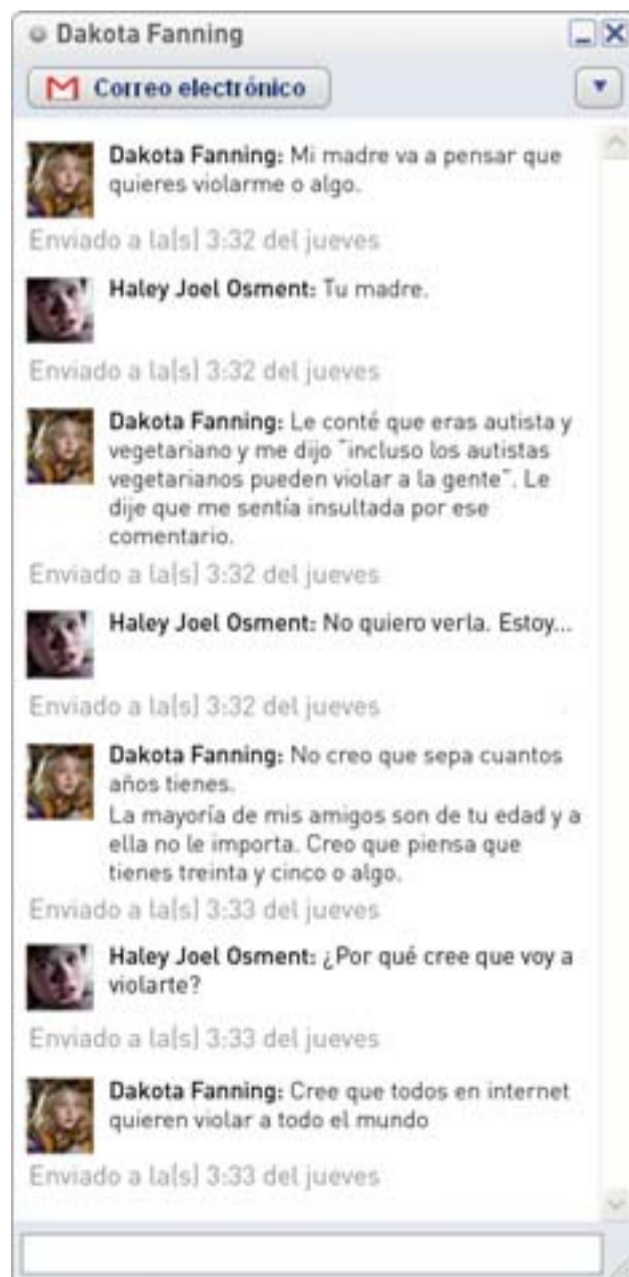 Dakota Fanning
Correo electrónico
Dakota Fanning: Mi madre va a pensar que
quieres violarme o algo.
Enviado a la[s] 3:32 del jueves
Haley Joel Osment: Tu madre.
Enviado a la[s] 3:32 del jueves
Dakota Fanning: Le conté que eras autista y
vegetariano y me dijo "incluso los autistas
vegetarianos pueden violar a la gente". Le
dije que me sentía insultada por ese
comentario.
Enviado a la[s] 3:32 del jueves
Haley Joel Osment: No quiero verla. Estoy...
Enviado a la[s] 3:32 del jueves
Dakota Fanning: No creo que sepa cuantos
años tienes.
La mayoría de mis amigos son de tu edad y a
ella no le importa. Creo que piensa que
tienes treinta y cinco o algo.
Enviado a la[s] 3:33 del jueves
Haley Joel Osment: ¿Por qué cree que voy a
violarte?
Enviado a la[s] 3:33 del jueves
Dakota Fanning: Cree que todos en internet
quieren violar a todo el mundo
Enviado a la[s] 3:33 del jueves